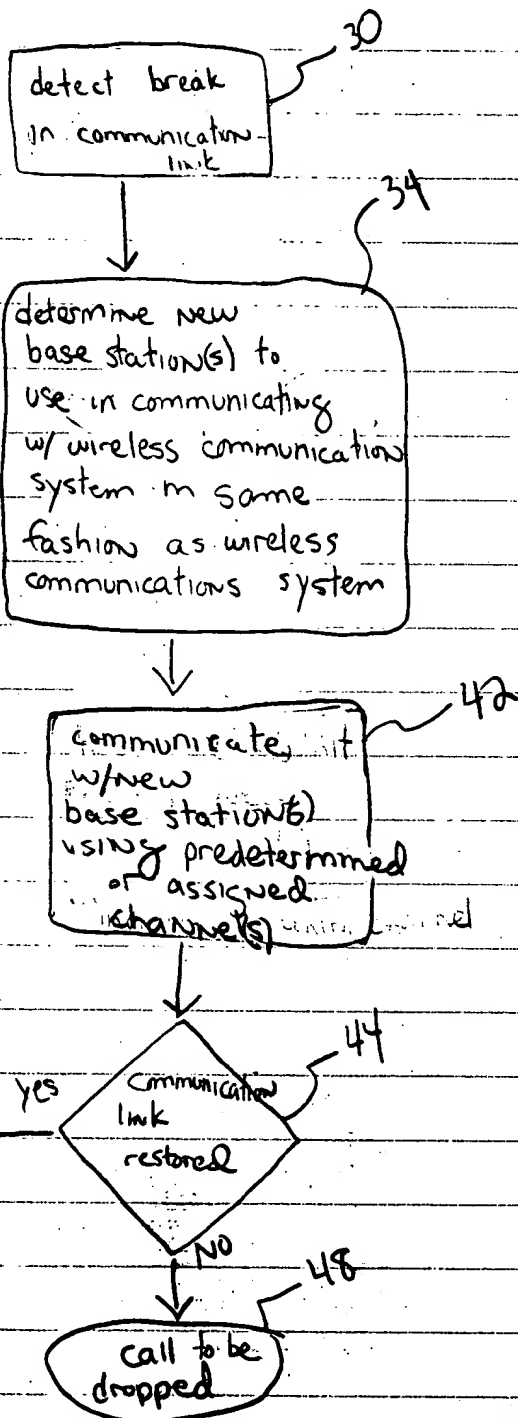 30
detect break
in communication
link
34
determine new
base station(s) to
use in communicating
w/ wireless communication
system in same
fashion as wireless
communications system
42
communicate
w/new
base station(s)
using predetermined
or assigned
channel(s)
44
yes
communication
link
restored
NO
48
call to be
dropped